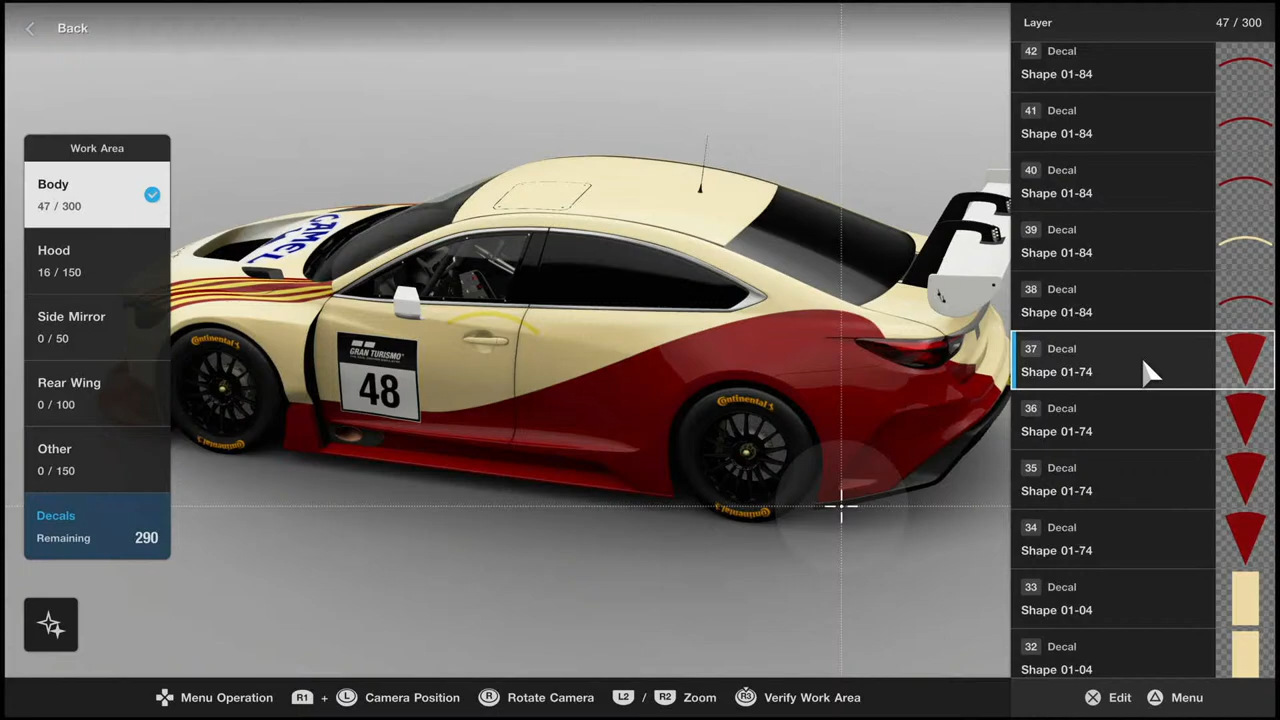 Back
Layer
47 / 300
Work Area
Body
47 / 300
Hood
16 / 150
Side Mirror
0 / 50
Rear Wing
0 / 100
Other
0 / 150
Decals
Remaining 290
CAMEL
GRAN TURISMO
48
Continental
Continental
Continental
Continental
42 Decal
Shape 01-84
41 Decal
Shape 01-84
40 Decal
Shape 01-84
39 Decal
Shape 01-84
38 Decal
Shape 01-84
37 Decal
Shape 01-74
36 Decal
Shape 01-74
35 Decal
Shape 01-74
34 Decal
Shape 01-74
33 Decal
Shape 01-04
32 Decal
Shape 01-04
Menu Operation
R1 + L Camera Position
R Rotate Camera
L2 / R2 Zoom
R3 Verify Work Area
Edit
Menu